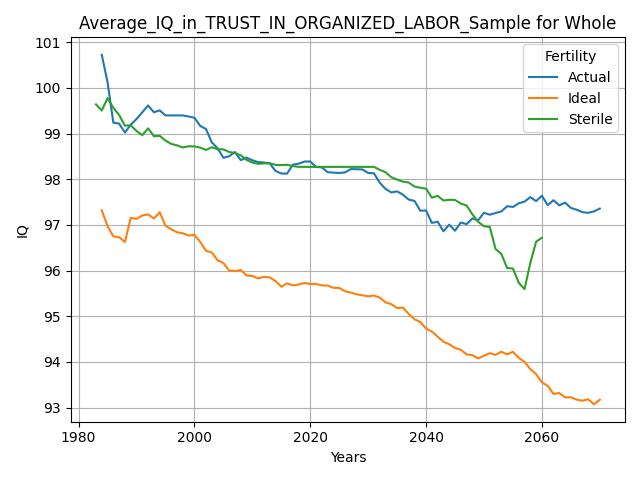 Average_IQ_in_TRUST_IN_ORGANIZED_LABOR_Sample for Whole
101
100
99
98
97
96
95
94
93
IQ
Fertility
Actual
Ideal
Sterile
1980
2000
2020
2040
2060
Years